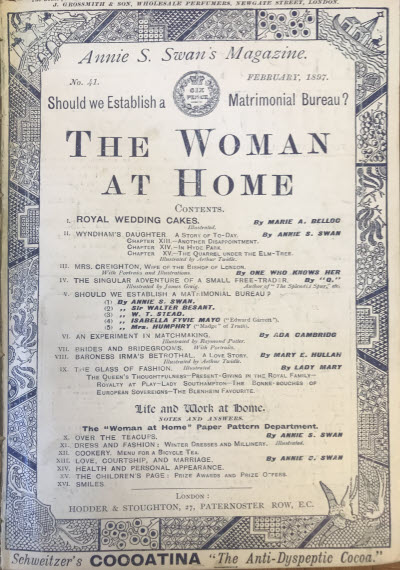 J. GROSSMITH & SON, WHOLESALE PERFUMERS, NEWGATE STREET, LONDON.
Annie S. Swan's Magazine.
No. 41.
SIX PENCE
FEBRUARY, 1897.
Should we Establish a Matrimonial Bureau?
THE WOMAN
AT HOME
CONTENTS.
I. ROYAL WEDDING CAKES. By MARIE A. BELLOC
Illustrated.
II. WYNDHAM'S DAUGHTER. A STORY OF TO-DAY. By ANNIE S. SWAN
CHAPTER XIII.—ANOTHER DISAPPOINTMENT.
CHAPTER XIV.—IN HYDE PARK.
CHAPTER XV.—THE QUARREL UNDER THE ELM-TREE.
Illustrated by Arthur Twidle.
III. MRS. CREIGHTON, WIFE OF THE BISHOP OF LONDON.
With Portraits and Illustrations. By ONE WHO KNOWS HER
IV. THE SINGULAR ADVENTURE OF A SMALL FREE-TRADER. By "Q."
Illustrated by James Greig. Author of "The Splendid Spur," etc.
V. SHOULD WE ESTABLISH A MATRIMONIAL BUREAU?
(1) By ANNIE S. SWAN.
(2) ,, SIR WALTER BESANT.
(3) ,, W. T. STEAD.
(4) ,, ISABELLA FYVIE MAYO ("Edward Garrett").
(5) ,, Mrs. HUMPHRY ("Madge" of Truth).
VI. AN EXPERIMENT IN MATCHMAKING. By ADA CAMBRIDGE
Illustrated by Raymond Potter.
VII. BRIDES AND BRIDEGROOMS. With Portraits.
VIII. BARONESS IRMA'S BETROTHAL. A LOVE STORY. By MARY E. HULLAH
Illustrated by Arthur Twidle.
IX. THE GLASS OF FASHION. Illustrated By LADY MARY
THE QUEEN'S THOUGHTFULNESS—PRESENT-GIVING IN THE ROYAL FAMILY—
ROYALTY AT PLAY—LADY SOUTHAMPTON—THE BONNE-BOUCHES OF
EUROPEAN SOVEREIGNS—THE BLENHEIM FAVOURITE.
Life and Work at Home.
NOTES AND ANSWERS.
The "Woman at Home" Paper Pattern Department.
X. OVER THE TEACUPS. By ANNIE S. SWAN
XI. DRESS AND FASHION: WINTER DRESSES AND MILLINERY. Illustrated.
XII. COOKERY. MENU FOR A BICYCLE TEA.
XIII. LOVE, COURTSHIP, AND MARRIAGE. By ANNIE S. SWAN
XIV. HEALTH AND PERSONAL APPEARANCE.
XV. THE CHILDREN'S PAGE: PRIZE AWARDS AND PRIZE OFFERS.
XVI. SMILES.
LONDON:
HODDER & STOUGHTON, 27, PATERNOSTER ROW, E.C.
Schweitzer's COCOATINA "The Anti-Dyspeptic Cocoa."